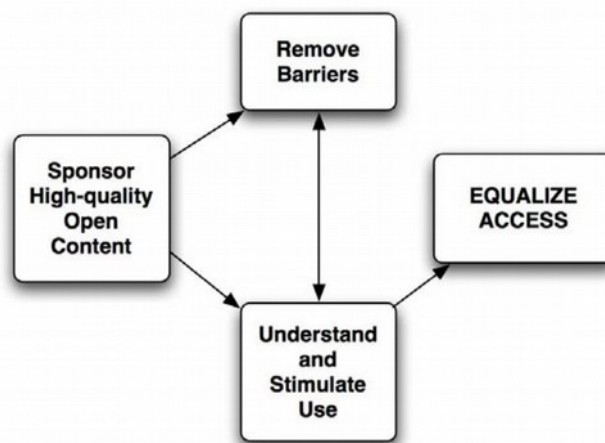 Remove
Barriers
Sponsor
High-quality
Open
Content
EQUALIZE
ACCESS
Understand
and
Stimulate
Use